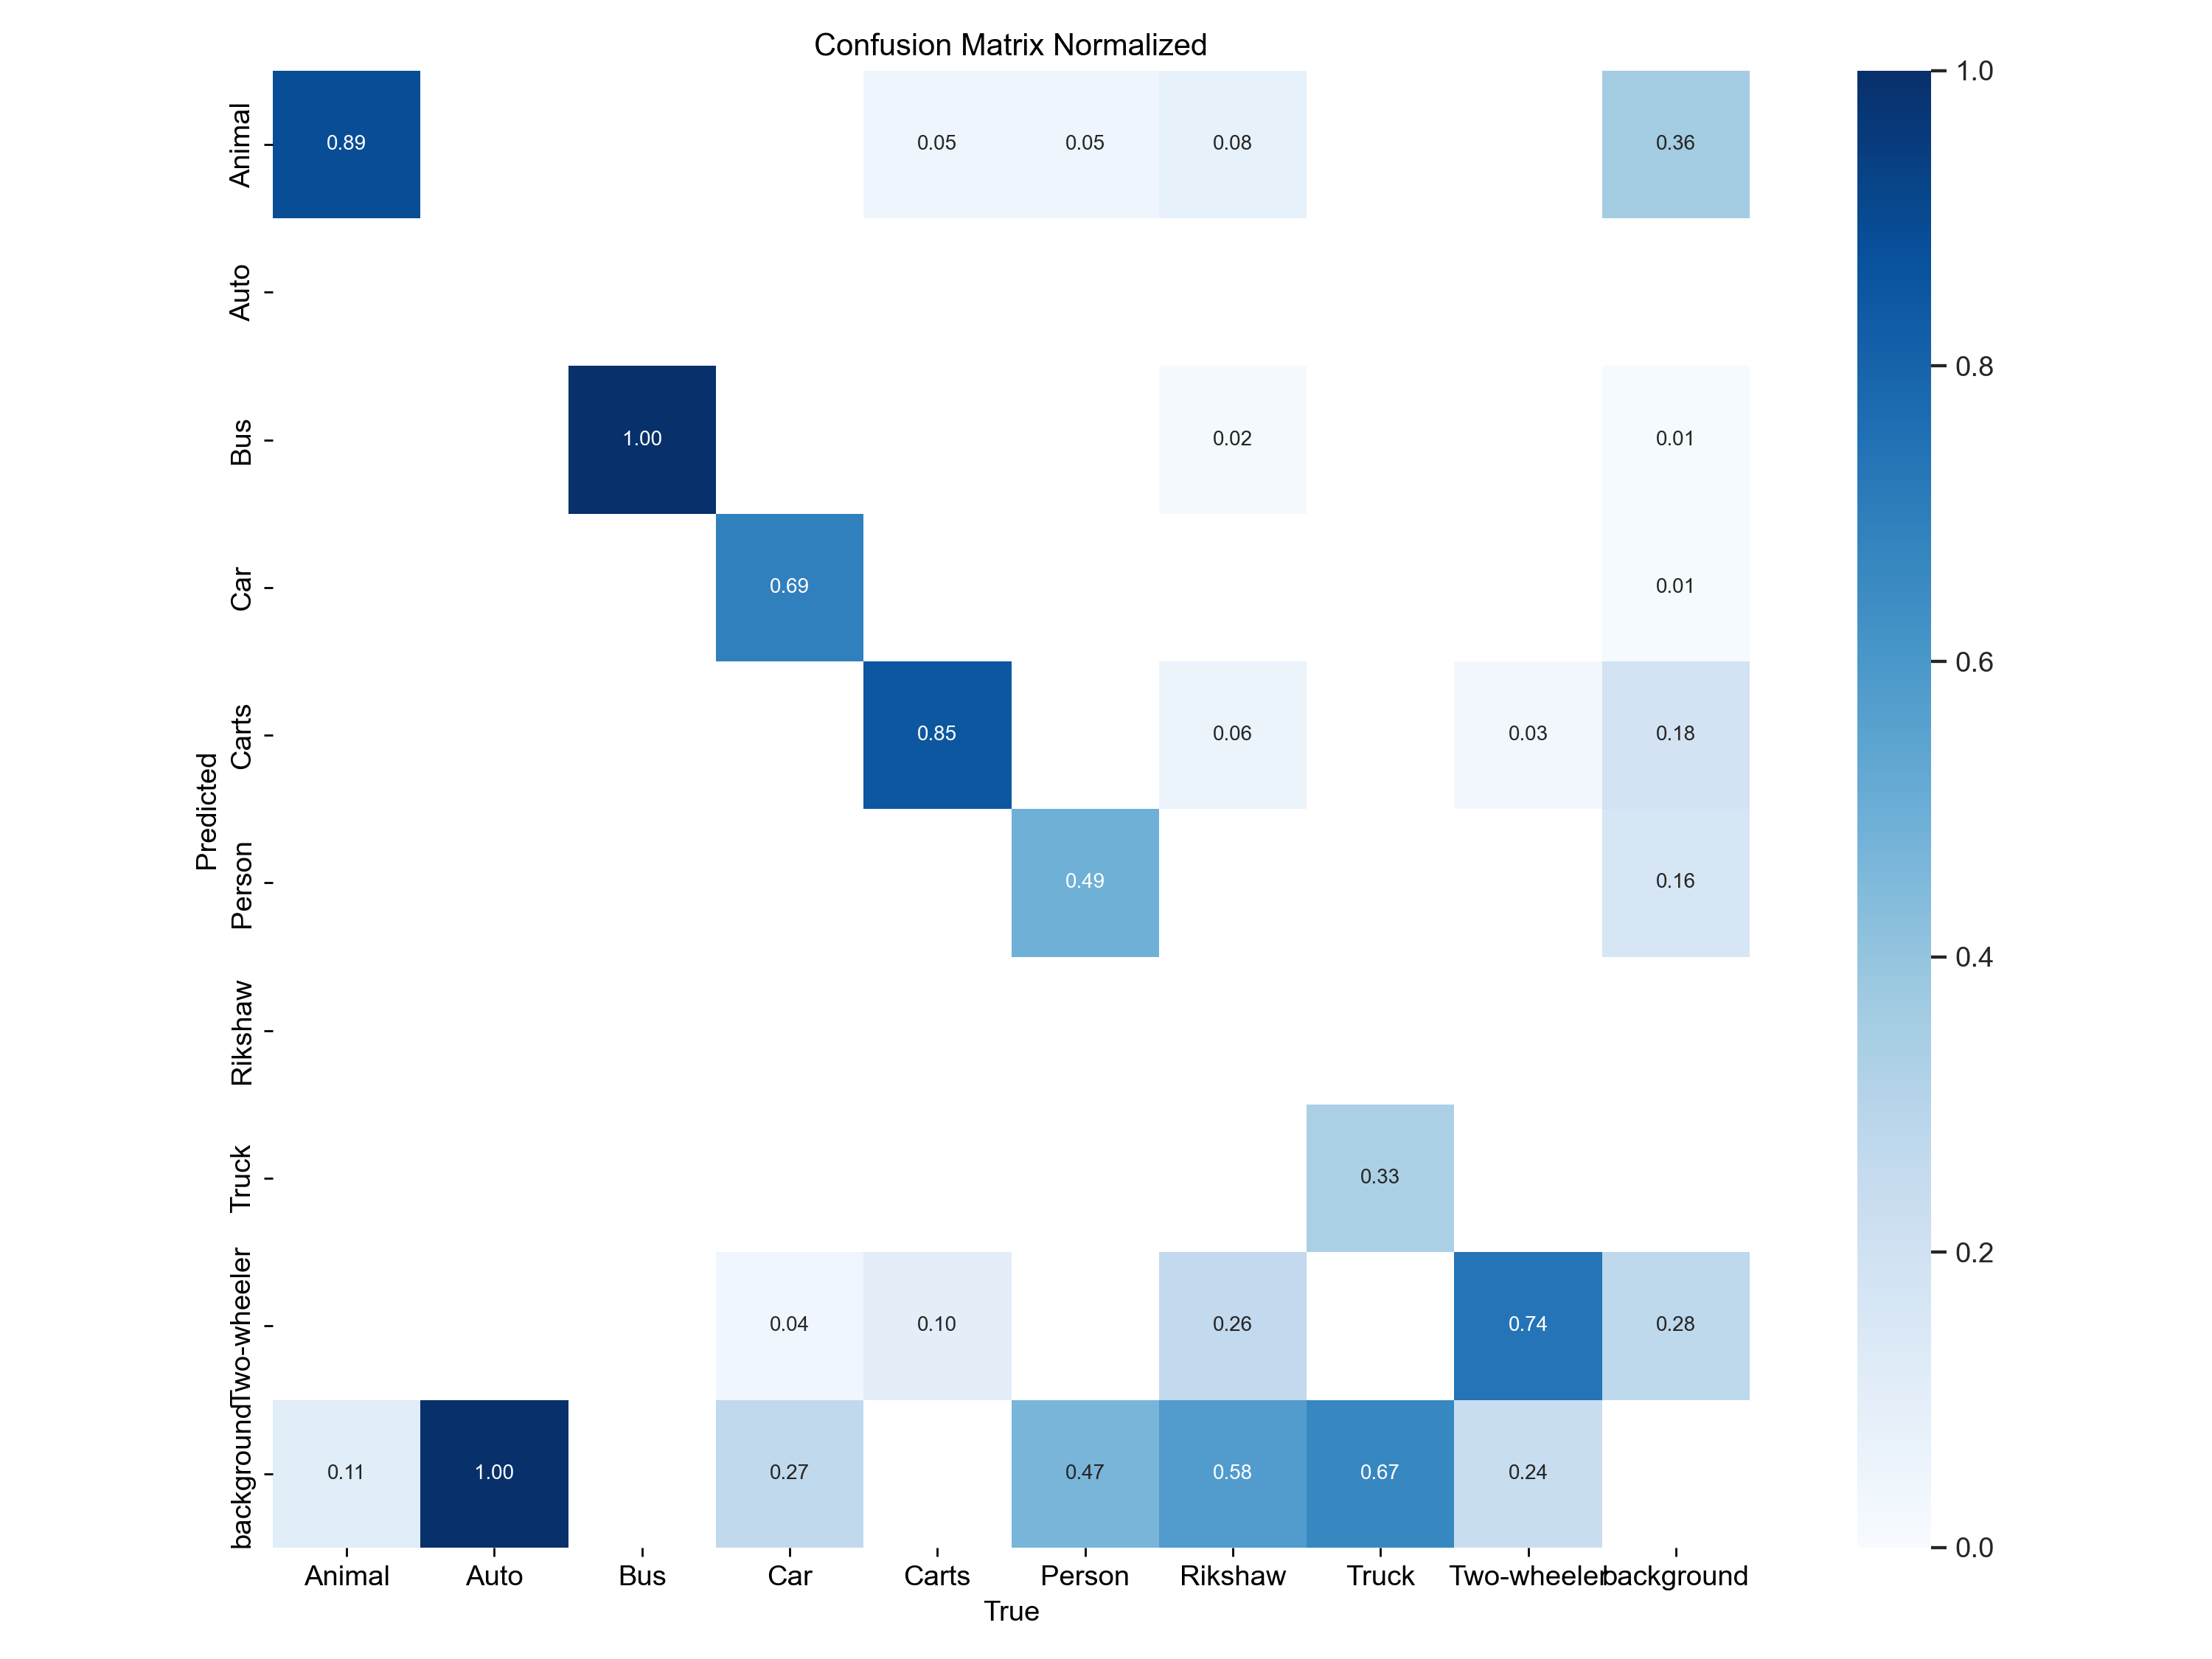 Confusion Matrix Normalized
Animal
0.89
0.05
0.05
0.08
0.36
Auto
Bus
1.00
0.02
0.01
Car
0.69
0.01
Carts
0.85
0.06
0.03
0.18
Person
0.49
0.16
Rikshaw
Truck
0.33
Two-wheeler
0.04
0.10
0.26
0.74
0.28
background
0.11
1.00
0.27
0.47
0.58
0.67
0.24
Predicted
Animal
Auto
Bus
Car
Carts
Person
Rikshaw
Truck
Two-wheeler
background
True
1.0
0.8
0.6
0.4
0.2
0.0